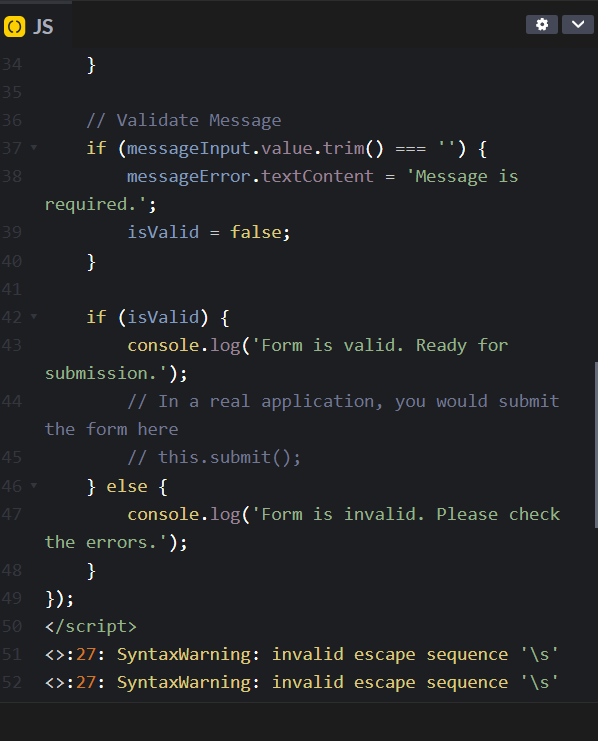 JS
34 }
35
36 // Validate Message
37 if (messageInput.value.trim() === '') {
38 messageError.textContent = 'Message is
required.';
39 isValid = false;
40 }
41
42 if (isValid) {
43 console.log('Form is valid. Ready for
submission.');
44 // In a real application, you would submit
the form here
45 // this.submit();
46 } else {
47 console.log('Form is invalid. Please check
the errors.');
48 }
49 });
50 </script>
51 <>:27: SyntaxWarning: invalid escape sequence '\s'
52 <>:27: SyntaxWarning: invalid escape sequence '\s'